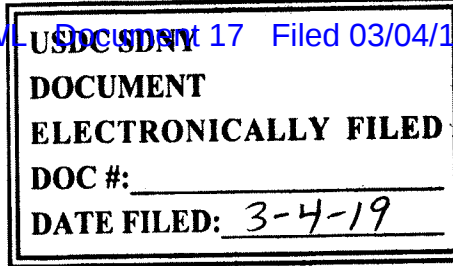 L Document 17 Filed 03/04/1
USDC SDNY
DOCUMENT
ELECTRONICALLY FILED
DOC #:
DATE FILED: 3-4-19